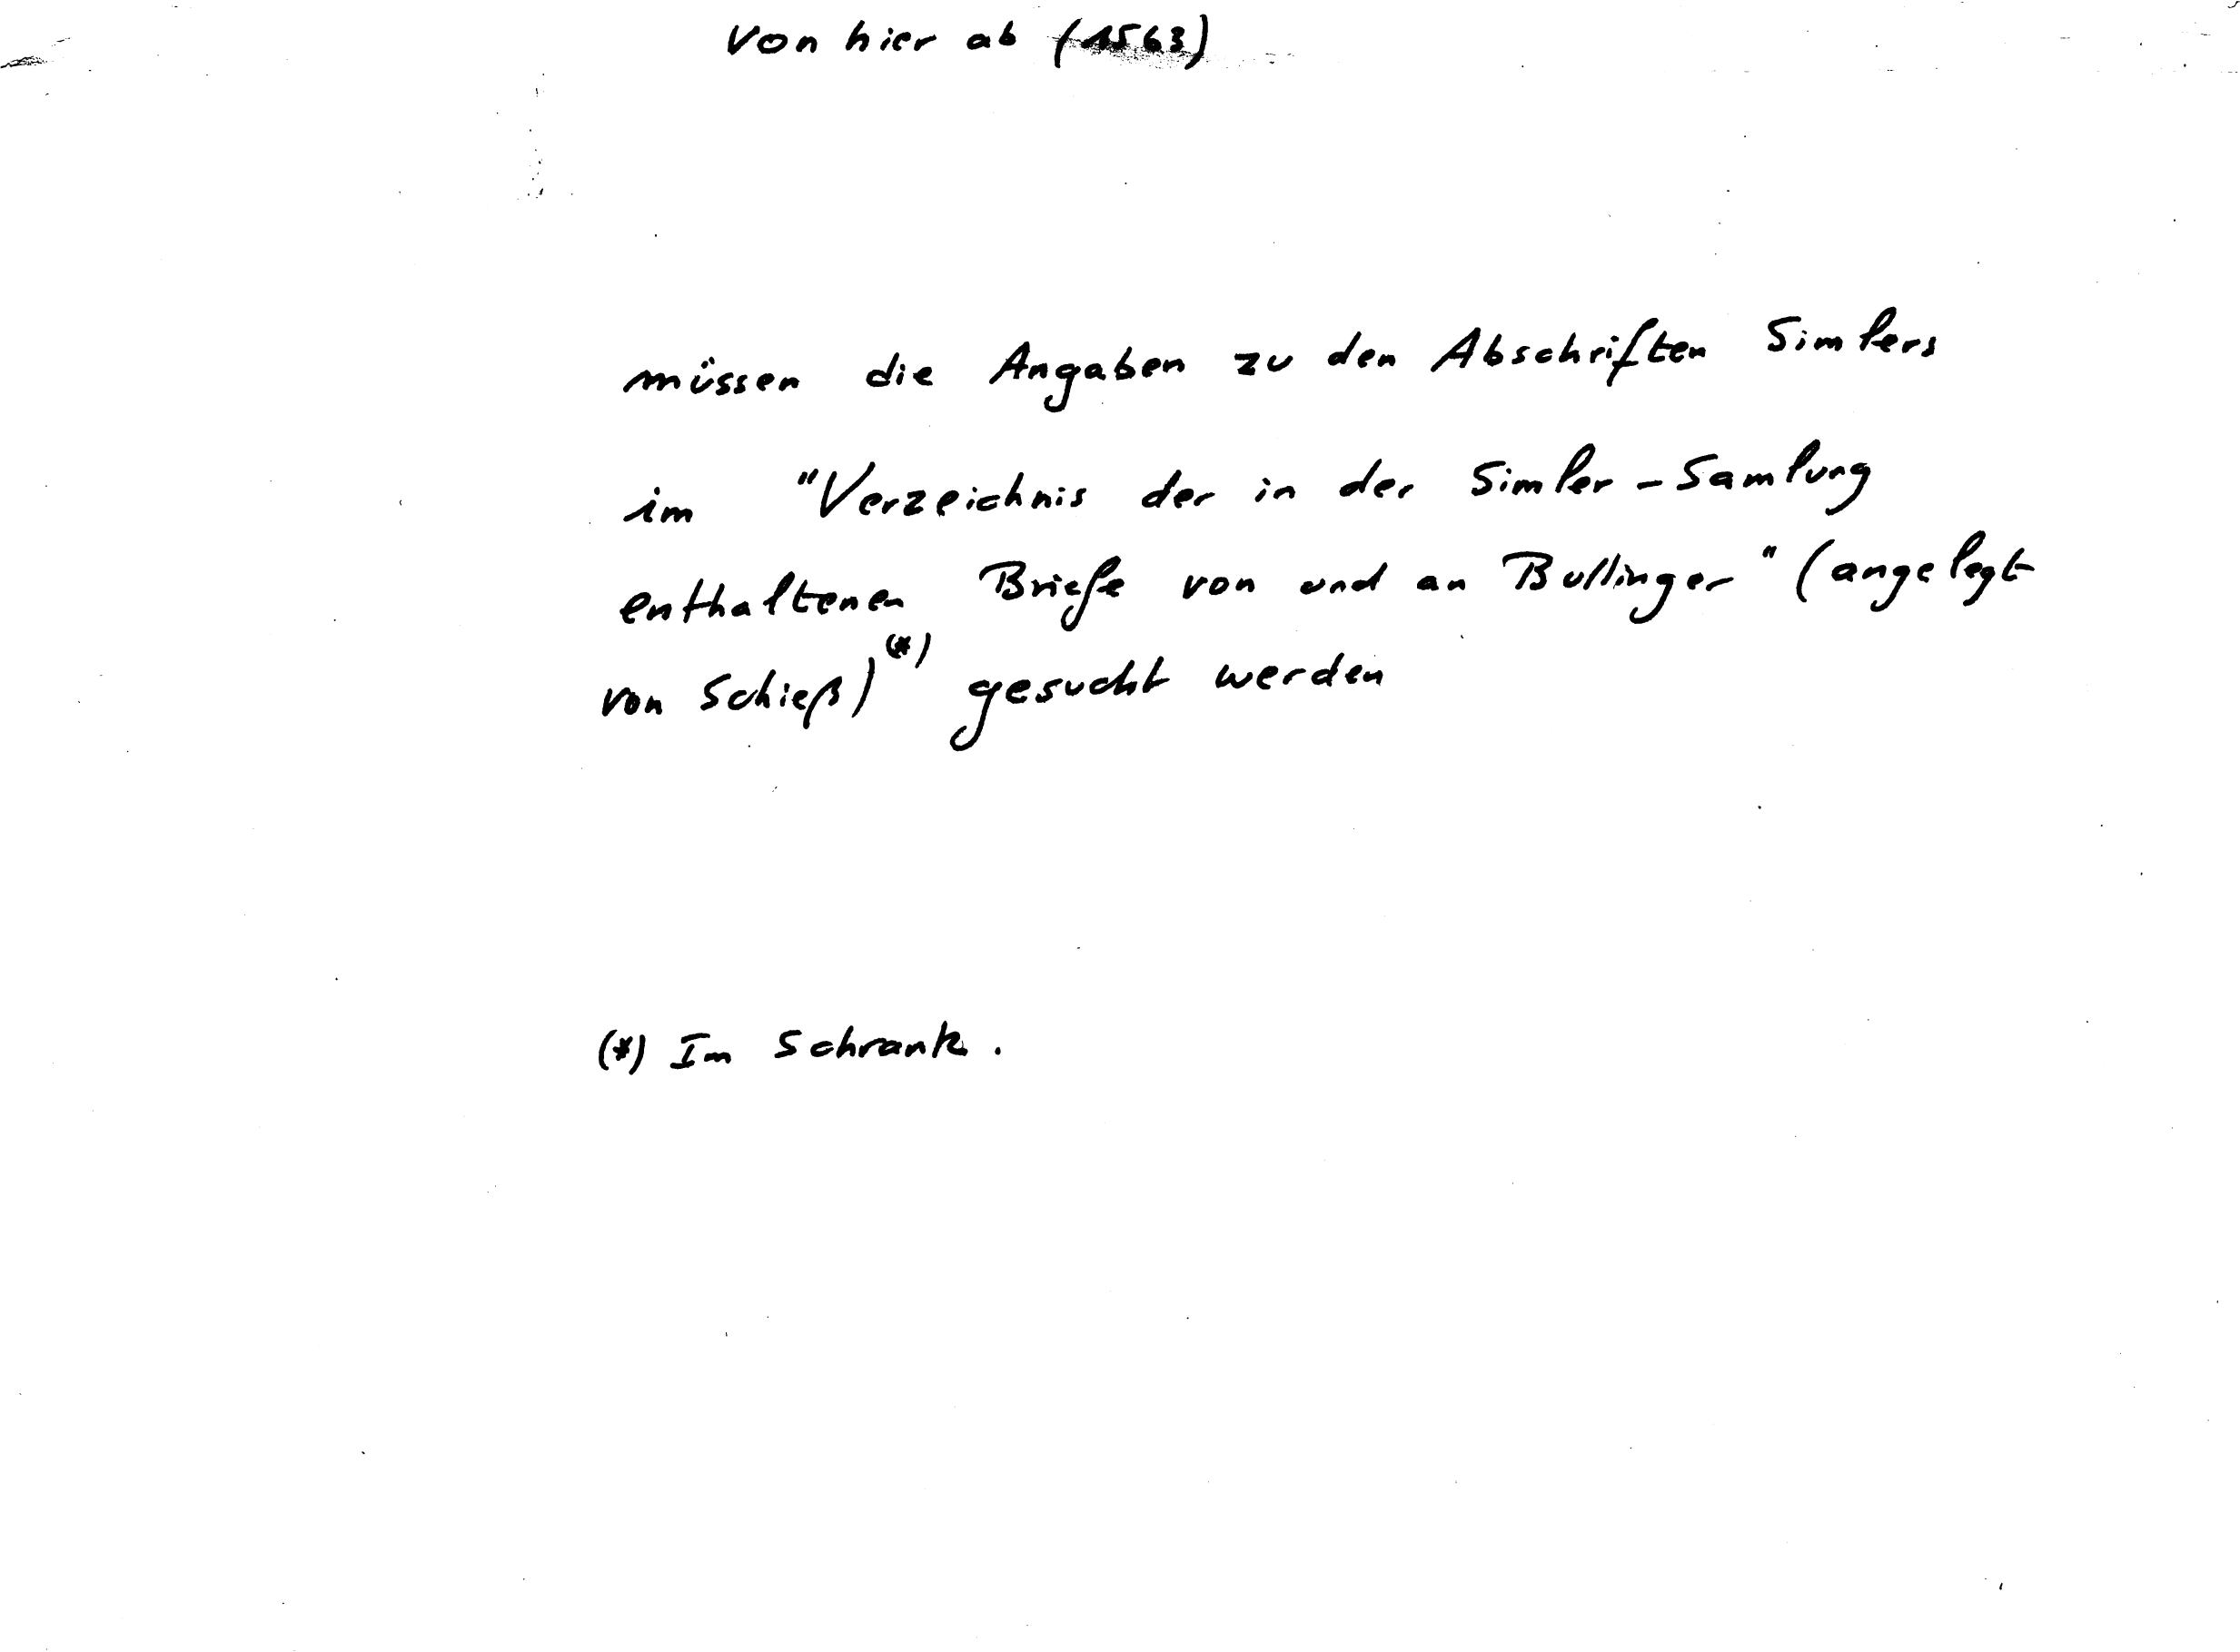 Von hier ab (1563)
müssen die Angaben zu den Abschriften Simlers
im "Verzeichnis der in der Simler-Samlung
enthaltenen Briefe von und an Bullinger" (angelegt
von Schieß)(*) gesucht werden
(*) Im Schrank.